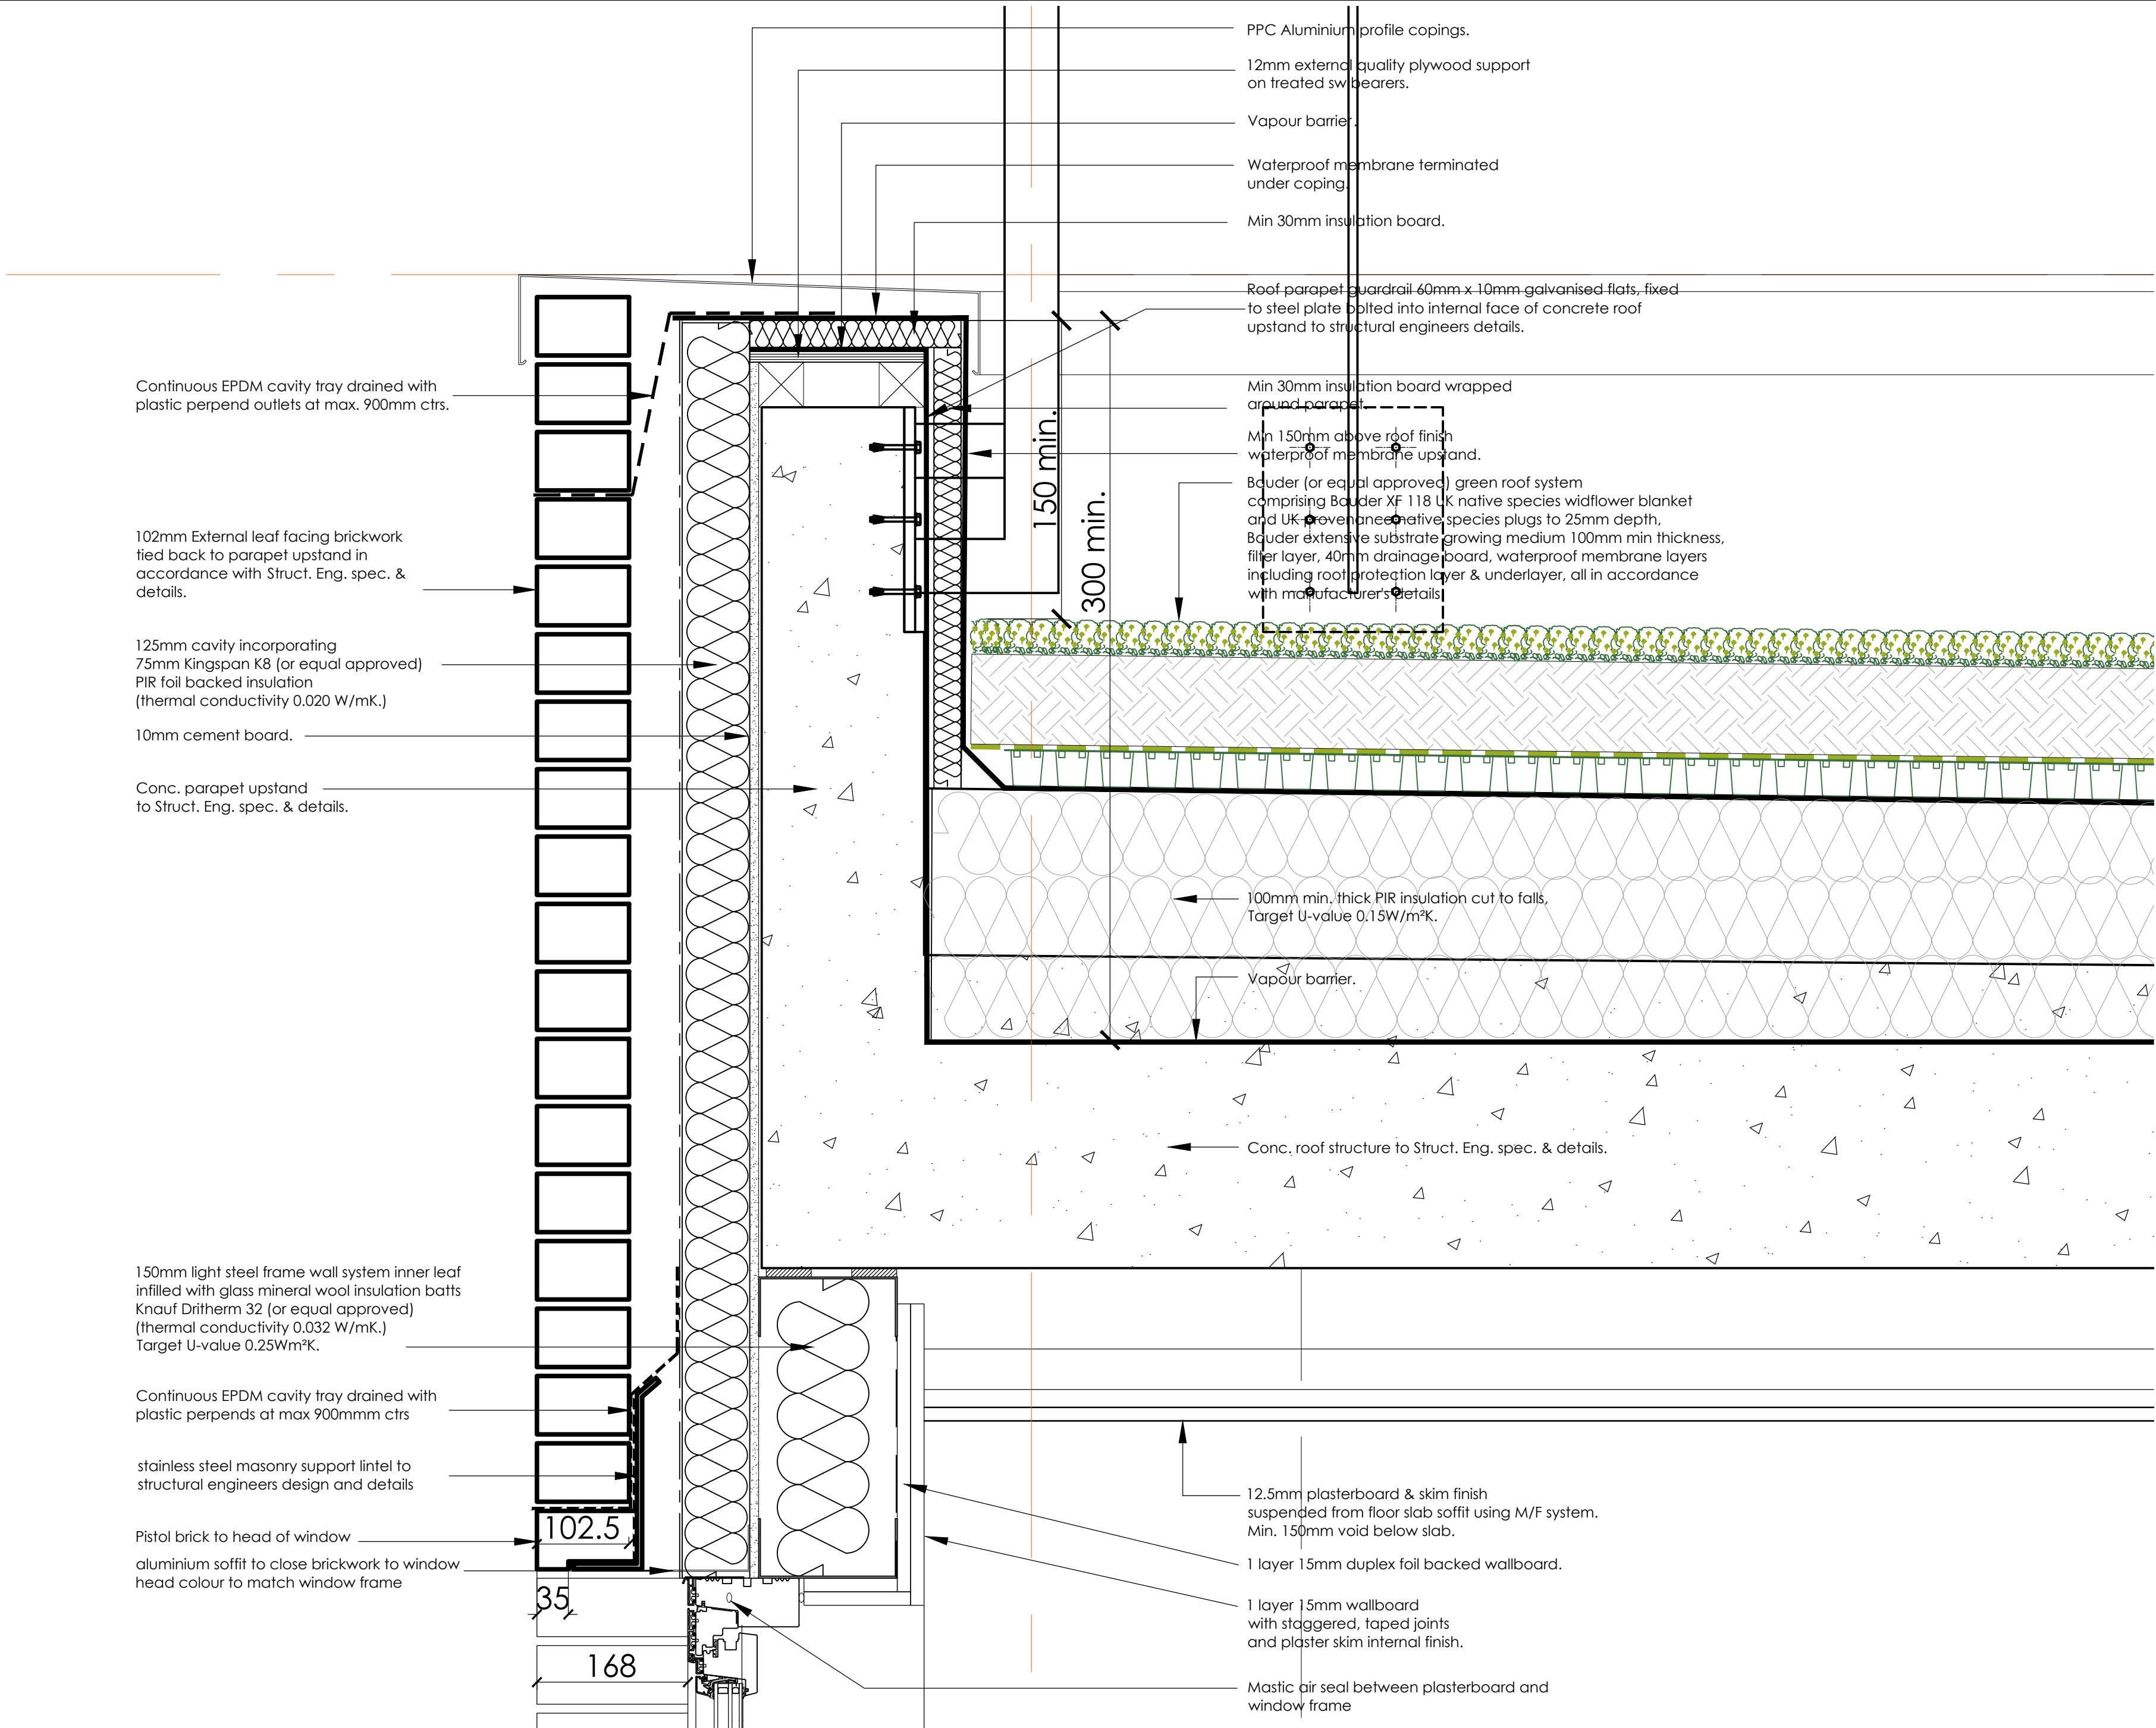 PPC Aluminium profile copings.
12mm external quality plywood support
on treated sw bearers.
Vapour barrier.
Waterproof membrane terminated
under coping.
Min 30mm insulation board.
Roof parapet guardrail 60mm x 10mm galvanised flats, fixed
to steel plate bolted into internal face of concrete roof
upstand to structural engineers details.
Min 30mm insulation board wrapped
around parapet.
Min 150mm above roof finish
waterproof membrane upstand.
Bauder (or equal approved) green roof system
comprising Bauder XF 118 UK native species widflower blanket
and UK provenance native species plugs to 25mm depth,
Bauder extensive substrate growing medium 100mm min thickness,
filter layer, 40mm drainage board, waterproof membrane layers
including root protection layer & underlayer, all in accordance
with manufacturer's details
150 min.
300 min.
100mm min. thick PIR insulation cut to falls,
Target U-value 0.15W/m²K.
Vapour barrier.
Conc. roof structure to Struct. Eng. spec. & details.
12.5mm plasterboard & skim finish
suspended from floor slab soffit using M/F system.
Min. 150mm void below slab.
1 layer 15mm duplex foil backed wallboard.
1 layer 15mm wallboard
with staggered, taped joints
and plaster skim internal finish.
Mastic air seal between plasterboard and
window frame
Continuous EPDM cavity tray drained with
plastic perpend outlets at max. 900mm ctrs.
102mm External leaf facing brickwork
tied back to parapet upstand in
accordance with Struct. Eng. spec. &
details.
125mm cavity incorporating
75mm Kingspan K8 (or equal approved)
PIR foil backed insulation
(thermal conductivity 0.020 W/mK.)
10mm cement board.
Conc. parapet upstand
to Struct. Eng. spec. & details.
150mm light steel frame wall system inner leaf
infilled with glass mineral wool insulation batts
Knauf Dritherm 32 (or equal approved)
(thermal conductivity 0.032 W/mK.)
Target U-value 0.25Wm²K.
Continuous EPDM cavity tray drained with
plastic perpends at max 900mmm ctrs
stainless steel masonry support lintel to
structural engineers design and details
Pistol brick to head of window
aluminium soffit to close brickwork to window
head colour to match window frame
102.5
35
168